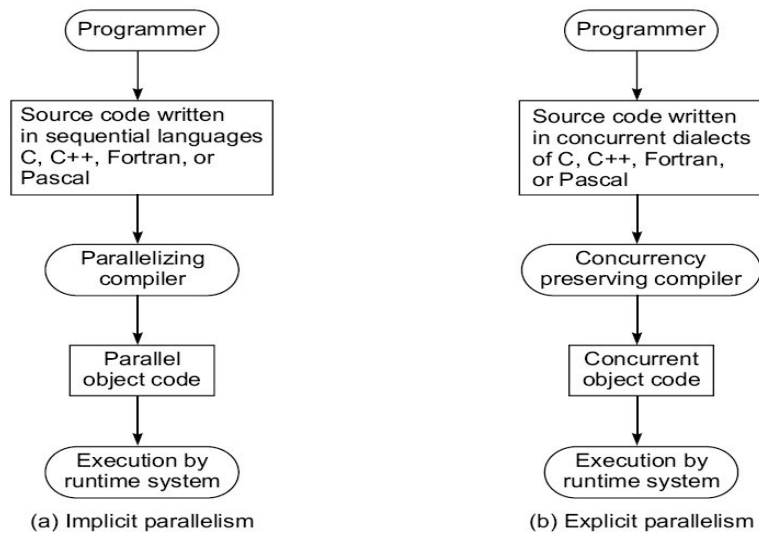 Programmer
Source code written
in sequential languages
C, C++, Fortran, or
Pascal
Parallelizing
compiler
Parallel
object code
Execution by
runtime system
(a) Implicit parallelism
Programmer
Source code written
in concurrent dialects
of C, C++, Fortran,
or Pascal
Concurrency
preserving compiler
Concurrent
object code
Execution by
runtime system
(b) Explicit parallelism